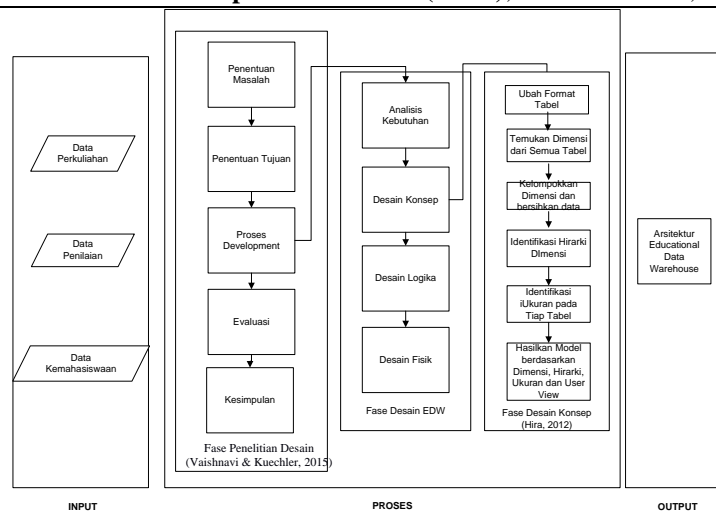 Data
Perkuliahan
Data
Penilaian
Data
Kemahasiswaan
INPUT
Penentuan
Masalah
Penentuan Tujuan
Proses
Development
Evaluasi
Kesimpulan
Fase Penelitian Desain
(Vaishnavi & Kuechler, 2015)
Analisis
Kebutuhan
Desain Konsep
Desain Logika
Desain Fisik
Fase Desain EDW
Ubah Format
Tabel
Temukan Dimensi
dari Semua Tabel
Kelompokkan
Dimensi dan
bersihkan data
Identifikasi Hirarki
DImensi
Identifikasi
iUkuran pada
Tiap Tabel
Hasilkan Model
berdasarkan
Dimensi, Hirarki,
Ukuran dan User
View
Fase Desain Konsep
(Hira, 2012)
PROSES
Arsitektur
Educational
Data
Warehouse
OUTPUT